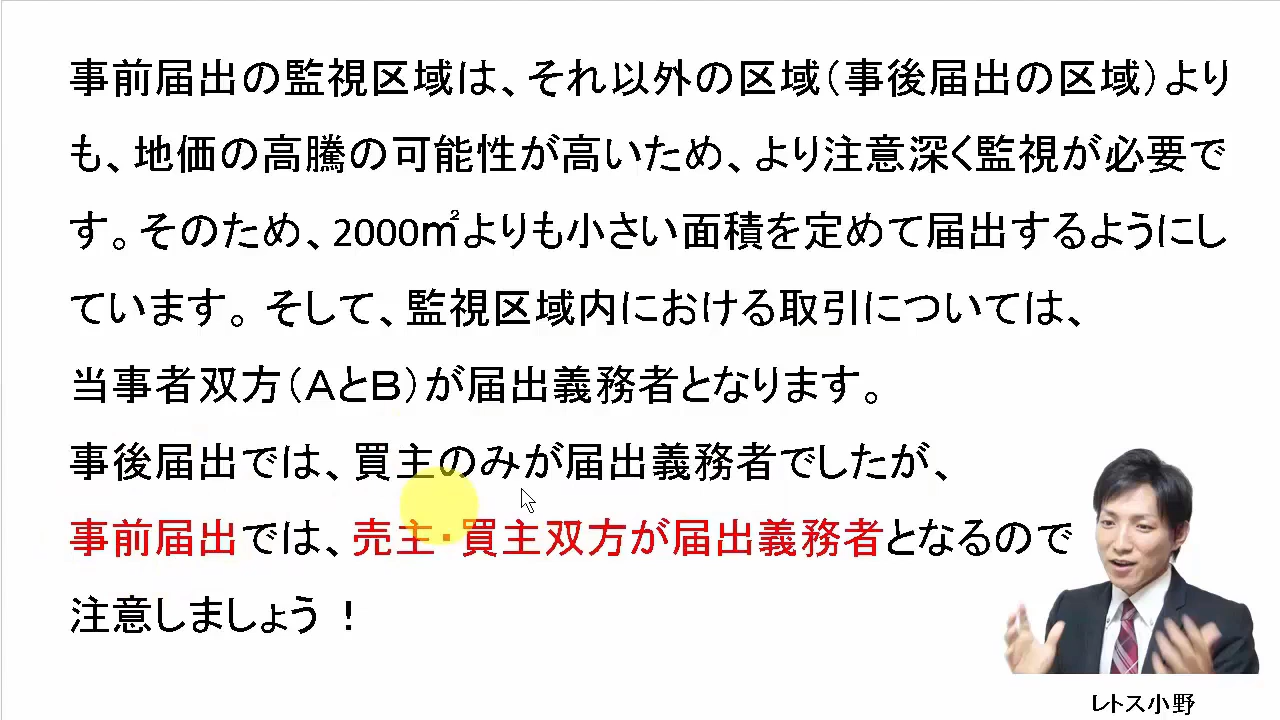 事前届出の監視区域は、それ以外の区域（事後届出の区域）より
も、地価の高騰の可能性が高いため、より注意深く監視が必要で
す。そのため、2000㎡よりも小さい面積を定めて届出するようにし
ています。そして、監視区域内における取引については、
当事者双方（ＡとＢ）が届出義務者となります。
事後届出では、買主のみが届出義務者でしたが、
事前届出では、売主・買主双方が届出義務者となるので
注意しましょう！
レトス小野